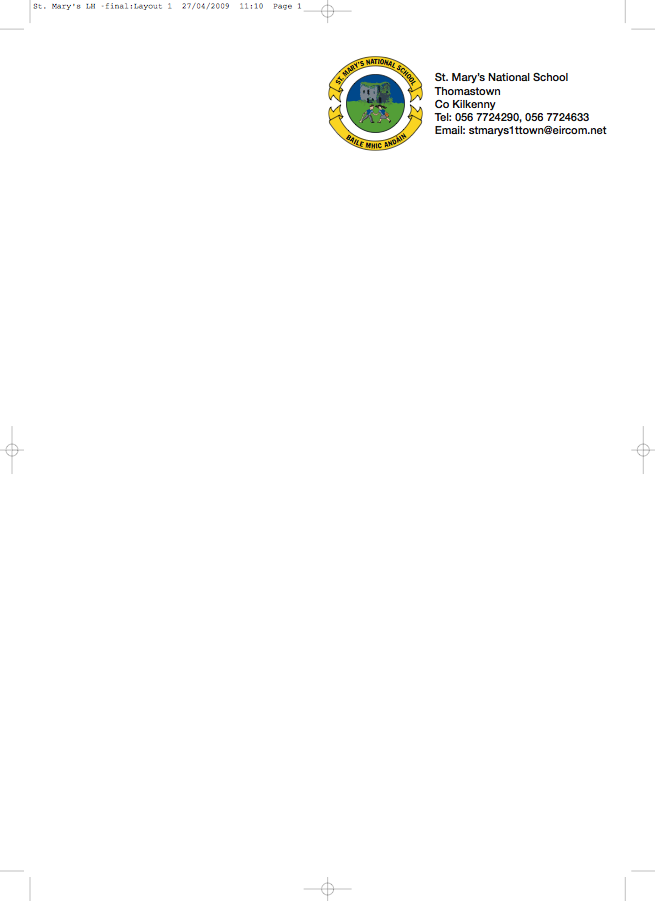 St. Mary's LH -final:Layout 1 27/04/2009 11:10 Page 1
ST. MARY'S NATIONAL SCHOOL
BAILE MHIC ANDÁIN
St. Mary's National School
Thomastown
Co Kilkenny
Tel: 056 7724290, 056 7724633
Email: stmarys1ttown@eircom.net